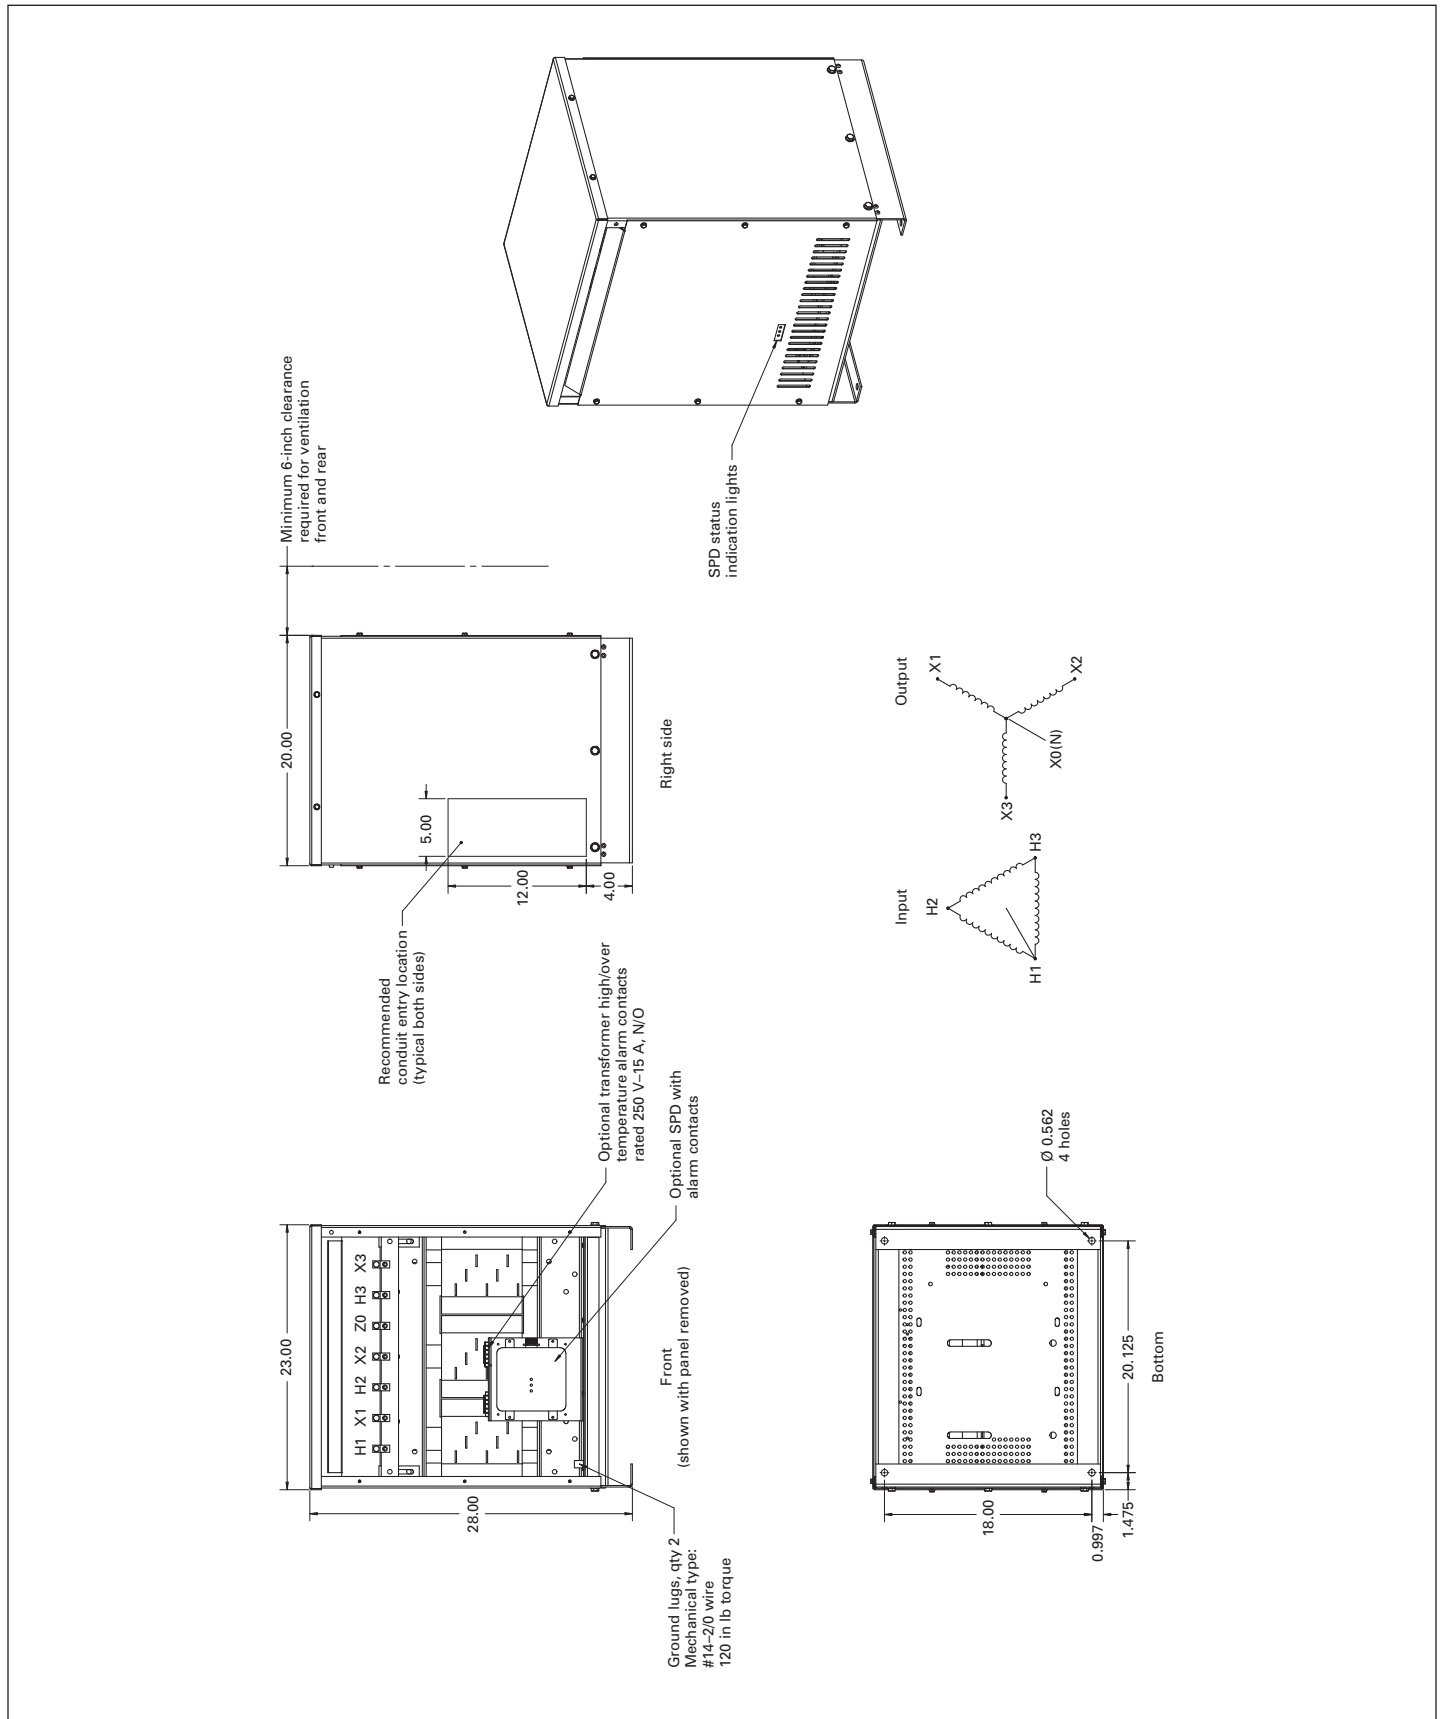 23.00
28.00
H1 X1 H2 X2 Z0 H3 X3
Ground lugs, qty 2
Mechanical type:
#14–2/0 wire
120 in lb torque
Front
(shown with panel removed)
Optional transformer high/over
temperature alarm contacts
rated 250 V–15 A, N/O
Optional SPD with
alarm contacts
Recommended
conduit entry location
(typical both sides)
20.00
5.00
12.00
4.00
Right side
Minimum 6-inch clearance
required for ventilation
front and rear
SPD status
indication lights
18.00
0.997
1.475
20.125
Bottom
Ø 0.562
4 holes
Input
H2
H1
H3
Output
X1
X2
X3
X0(N)